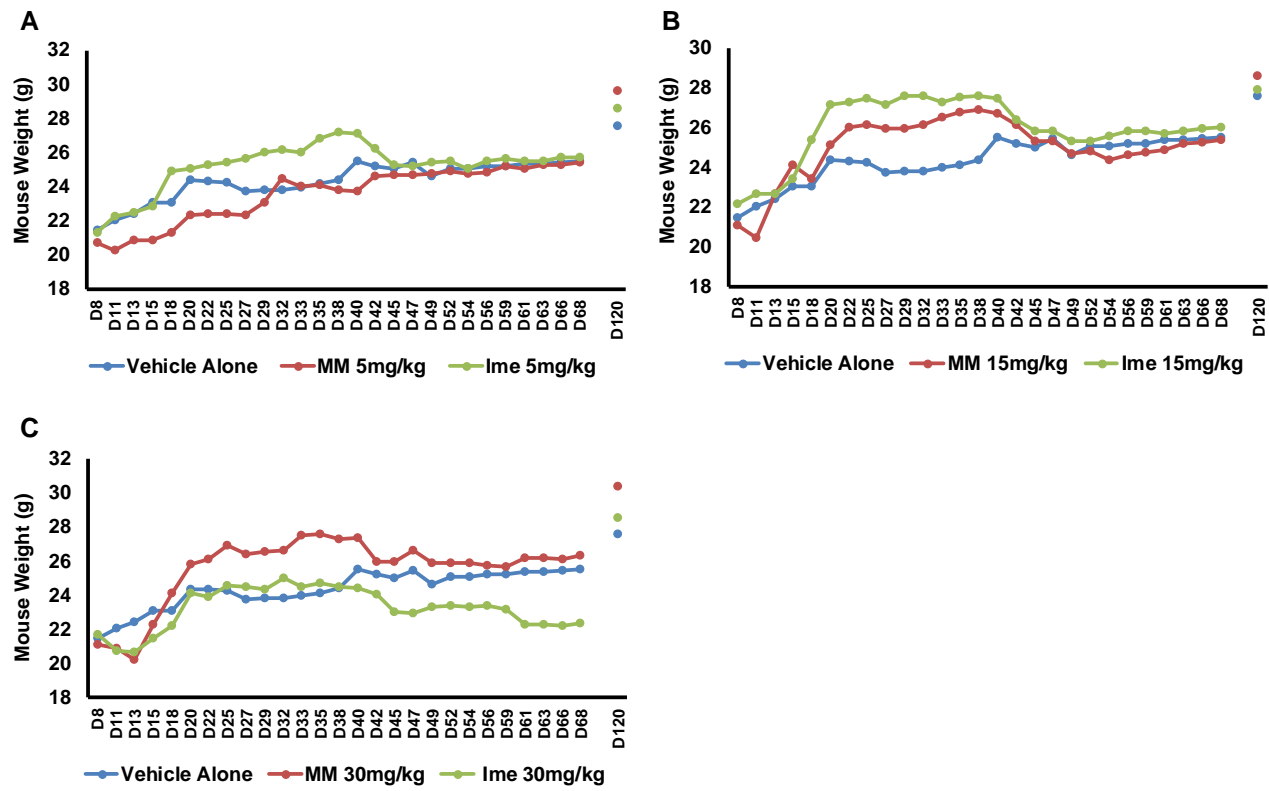 A
Mouse Weight (g)
32
30
28
26
24
22
20
18
D8 D11 D13 D15 D18 D20 D22 D25 D27 D29 D32 D33 D35 D38 D40 D42 D45 D47 D49 D52 D54 D56 D59 D61 D63 D66 D68 D120
Vehicle Alone MM 5mg/kg Ime 5mg/kg
B
Mouse Weight (g)
30
28
26
24
22
20
18
D8 D11 D13 D15 D18 D20 D22 D25 D27 D29 D32 D33 D35 D38 D40 D42 D45 D47 D49 D52 D54 D56 D59 D61 D63 D66 D68 D120
Vehicle Alone MM 15mg/kg Ime 15mg/kg
C
Mouse Weight (g)
32
30
28
26
24
22
20
18
D8 D11 D13 D15 D18 D20 D22 D25 D27 D29 D32 D33 D35 D38 D40 D42 D45 D47 D49 D52 D54 D56 D59 D61 D63 D66 D68 D120
Vehicle Alone MM 30mg/kg Ime 30mg/kg